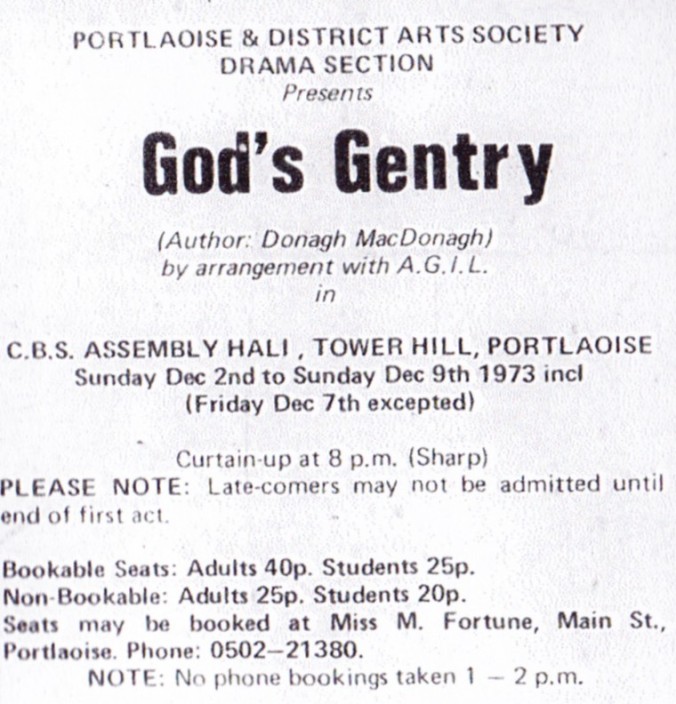 PORTLAOISE & DISTRICT ARTS SOCIETY
DRAMA SECTION
Presents
God's Gentry
(Author: Donagh MacDonagh)
by arrangement with A.G.I.L.
in
C.B.S. ASSEMBLY HALL, TOWER HILL, PORTLAOISE
Sunday Dec 2nd to Sunday Dec 9th 1973 incl
(Friday Dec 7th excepted)
Curtain-up at 8 p.m. (Sharp)
PLEASE NOTE: Late-comers may not be admitted until
end of first act.
Bookable Seats: Adults 40p. Students 25p.
Non-Bookable: Adults 25p. Students 20p.
Seats may be booked at Miss M. Fortune, Main St.,
Portlaoise. Phone: 0502—21380.
NOTE: No phone bookings taken 1 — 2 p.m.